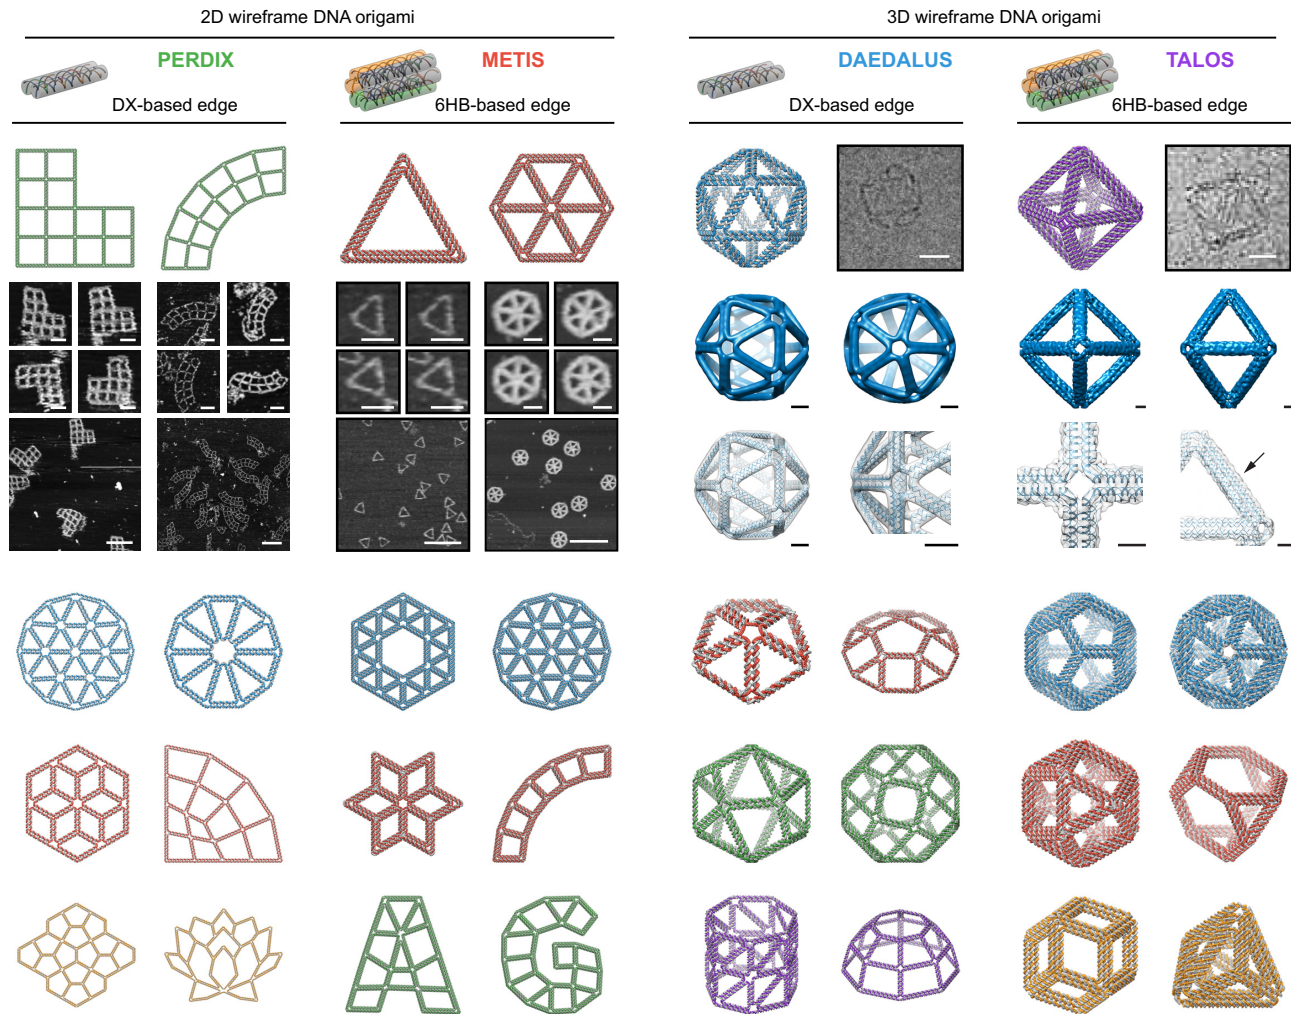 2D wireframe DNA origami
3D wireframe DNA origami
PERDIX
METIS
DAEDALUS
TALOS
DX-based edge
6HB-based edge
DX-based edge
6HB-based edge